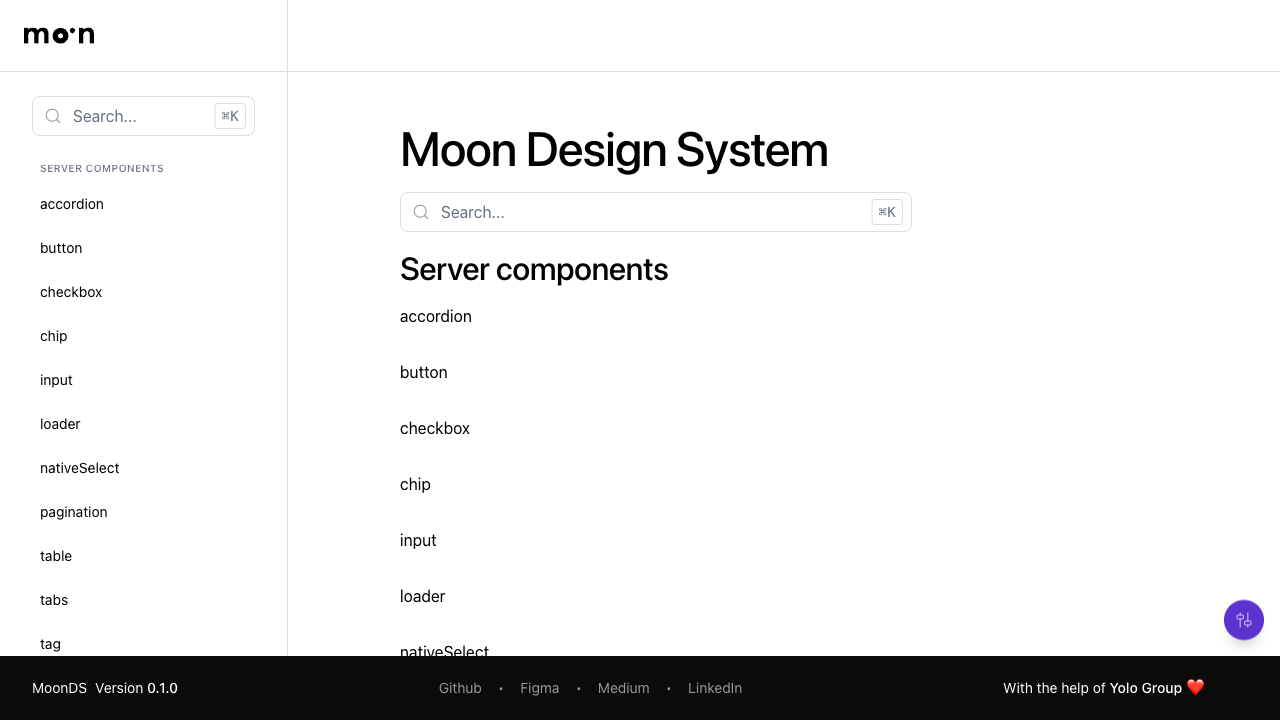 moon
Search...
⌘K
SERVER COMPONENTS
accordion
button
checkbox
chip
input
loader
nativeSelect
pagination
table
tabs
tag
Moon Design System
Search...
⌘K
Server components
accordion
button
checkbox
chip
input
loader
nativeSelect
MoonDS Version 0.1.0
Github • Figma • Medium • LinkedIn
With the help of Yolo Group ❤️